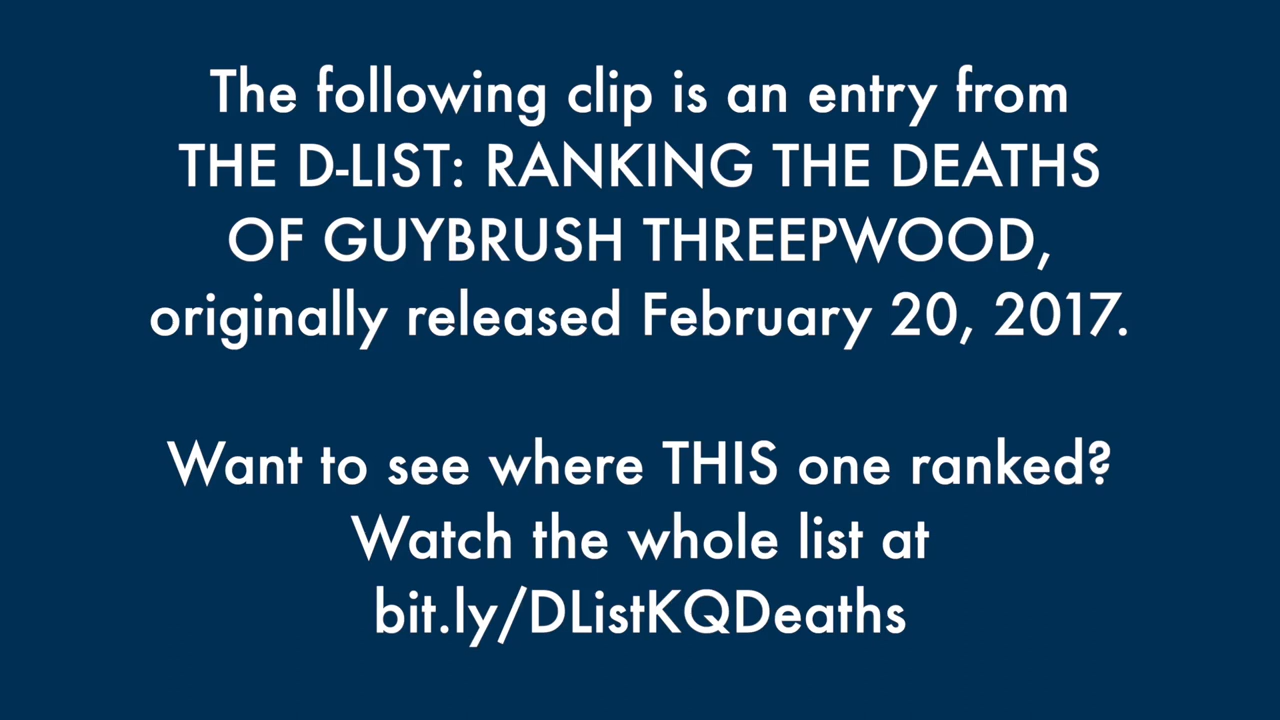 The following clip is an entry from
THE D-LIST: RANKING THE DEATHS
OF GUYBRUSH THREEPWOOD,
originally released February 20, 2017.
Want to see where THIS one ranked?
Watch the whole list at
bit.ly/DListKQDeaths